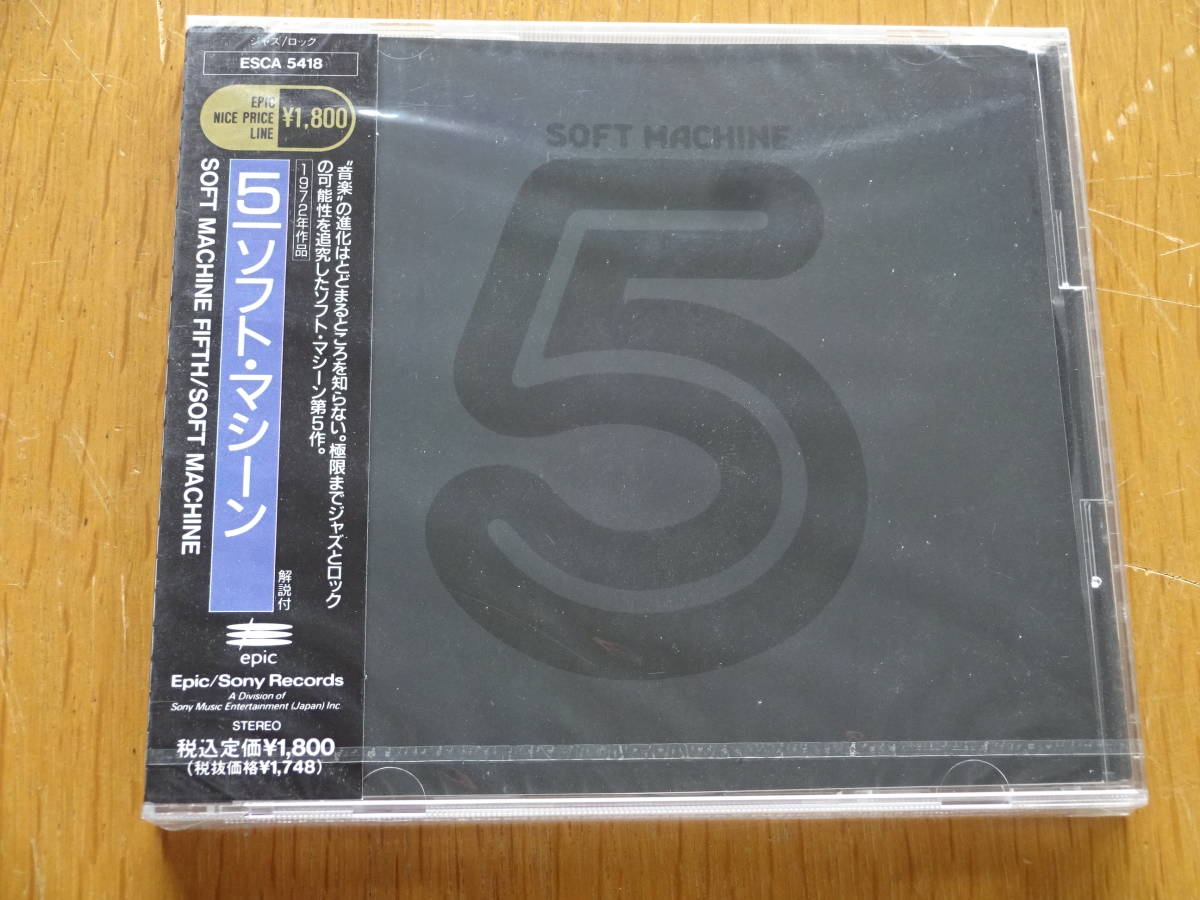 ジャズ/ロック
ESCA 5418
EPIC
NICE PRICE
LINE
¥1,800
"音楽"の進化はとどまるところを知らない。極限までジャズとロック
の可能性を追究したソフト・マシーン第5作。
1972年作品
5/ソフト・マシーン
解説付
SOFT MACHINE FIFTH/SOFT MACHINE
epic
Epic/Sony Records
A Division of
Sony Music Entertainment (Japan) Inc.
STEREO
税込定価¥1,800
(税抜価格¥1,748)
SOFT MACHINE
5